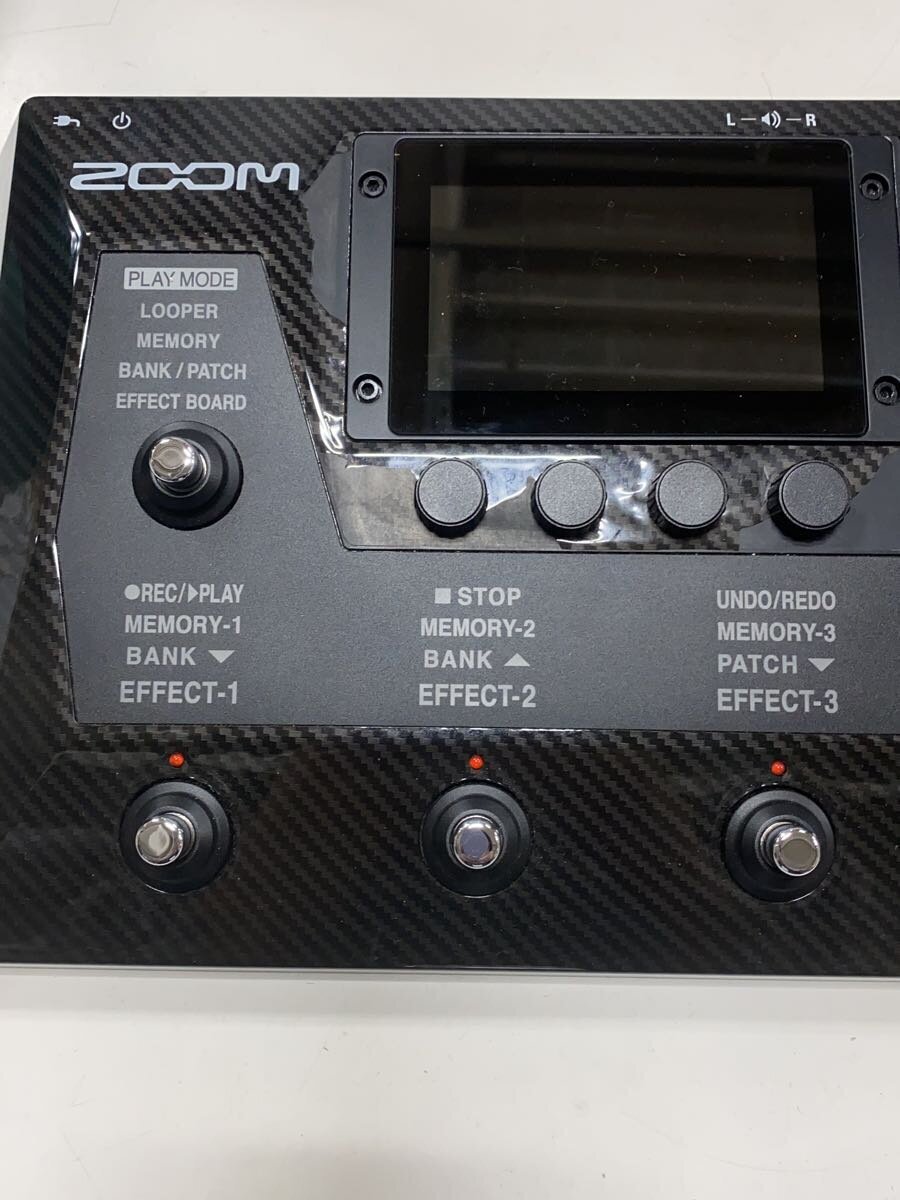 L R
ZOOM
PLAY MODE
LOOPER
MEMORY
BANK / PATCH
EFFECT BOARD
●REC/▶PLAY
MEMORY-1
BANK ▼
EFFECT-1
■ STOP
MEMORY-2
BANK ▲
EFFECT-2
UNDO/REDO
MEMORY-3
PATCH ▼
EFFECT-3